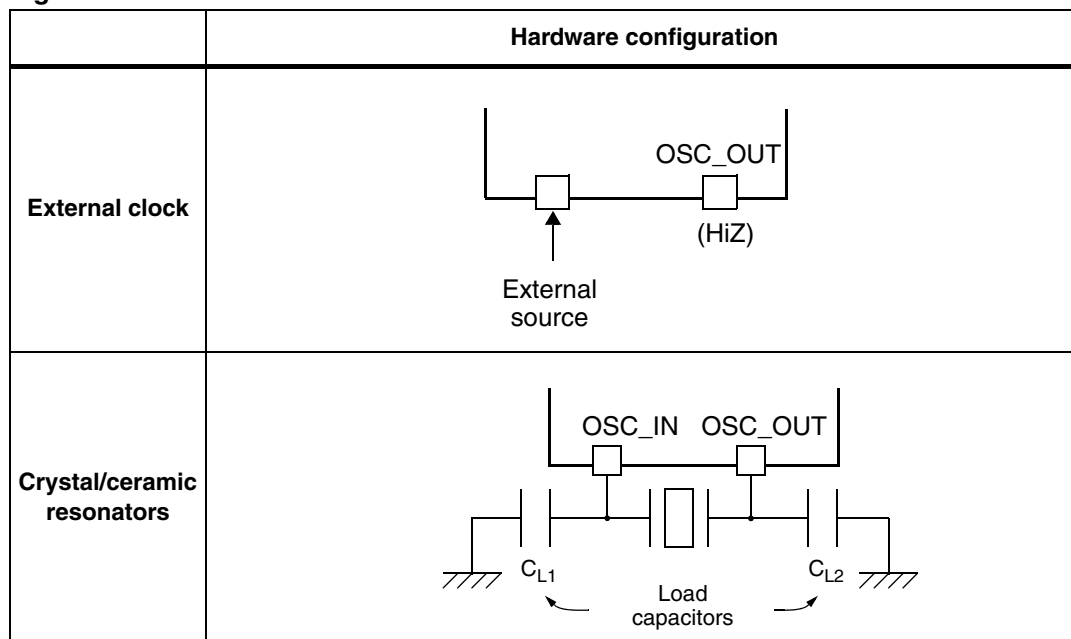 Hardware configuration
External clock
OSC_OUT
(HiZ)
External
source
Crystal/ceramic
resonators
OSC_IN OSC_OUT
CL1
CL2
Load
capacitors